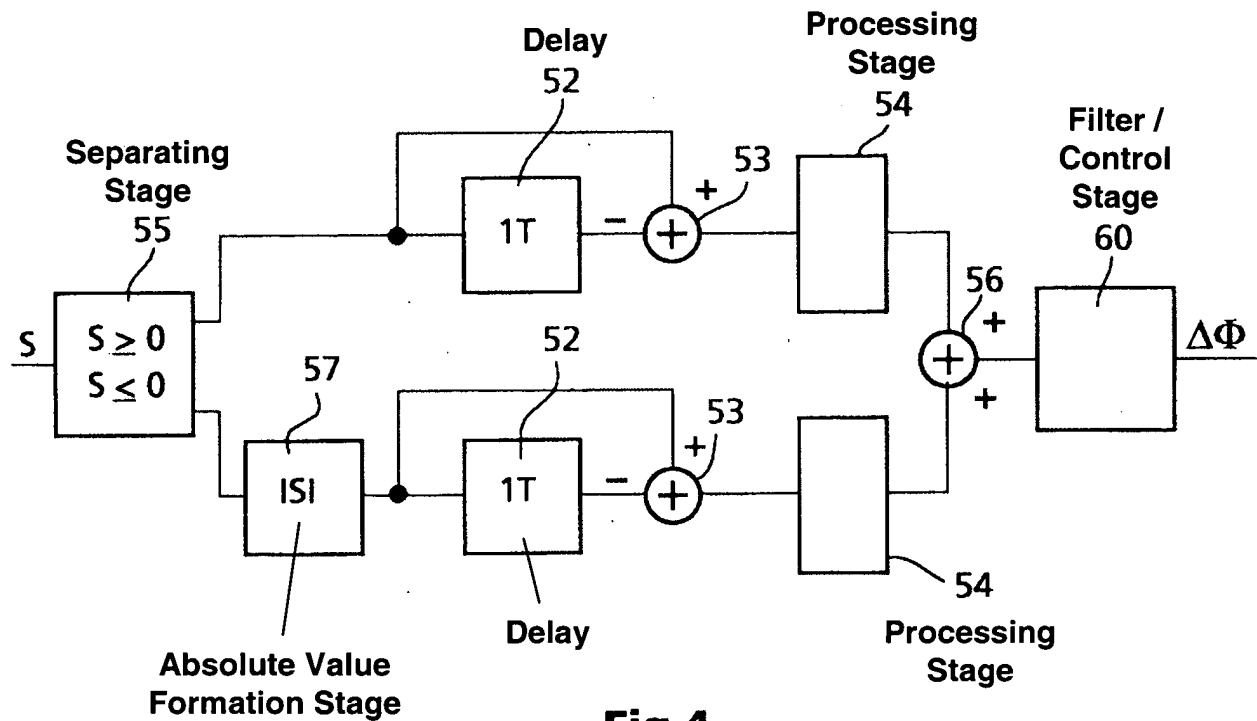 Delay
52
Processing
Stage
54
Filter /
Control
Stage
60
Separating
Stage
55
S
S ≥ 0
S ≤ 0
1T
−
+
+
53
56
+
+
+
ΔΦ
57
ISI
52
1T
−
+
+
53
54
Delay
Processing
Stage
Absolute Value
Formation Stage
Fig 4